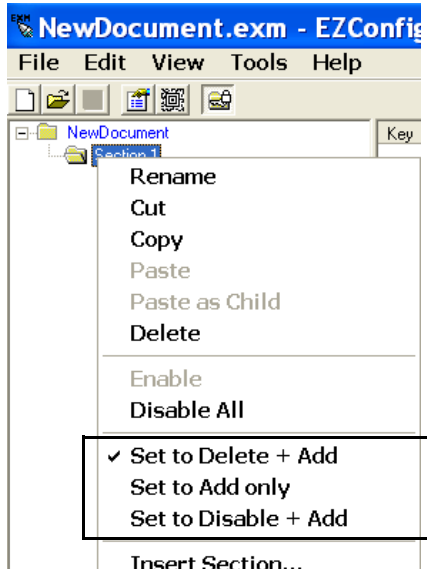 NewDocument.exm - EZConfig
File Edit View Tools Help
NewDocument
Key
Section 1
Rename
Cut
Copy
Paste
Paste as Child
Delete
Enable
Disable All
✓ Set to Delete + Add
Set to Add only
Set to Disable + Add
Insert Section...